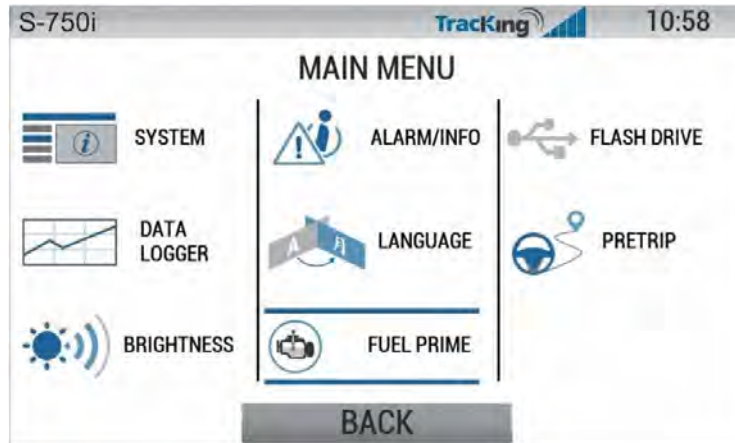 S-750i
TracKing
10:58
MAIN MENU
SYSTEM
ALARM/INFO
FLASH DRIVE
DATA
LOGGER
LANGUAGE
PRETRIP
BRIGHTNESS
FUEL PRIME
BACK